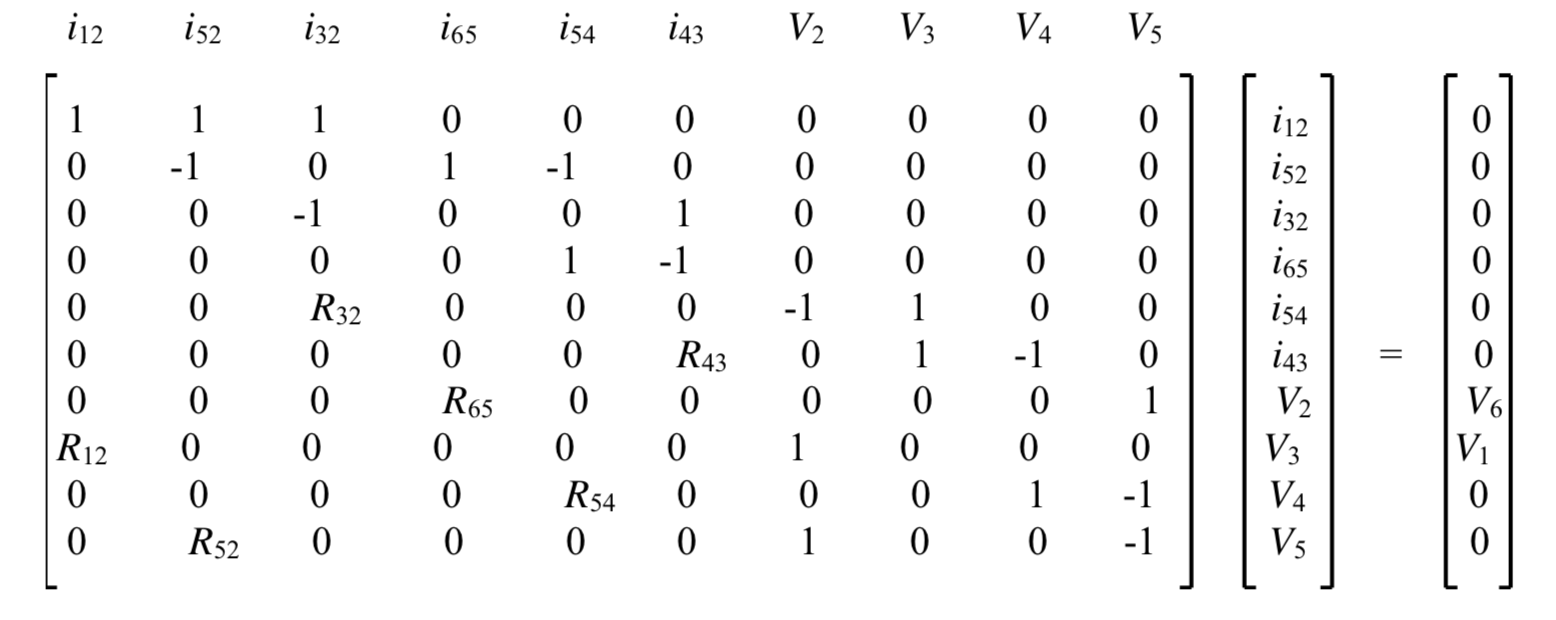 i12 i52 i32 i65 i54 i43 V2 V3 V4 V5
1 1 1 0 0 0 0 0 0 0 i12 0
0 -1 0 1 -1 0 0 0 0 0 i52 0
0 0 -1 0 0 1 0 0 0 0 i32 0
0 0 0 0 1 -1 0 0 0 0 i65 0
0 0 R32 0 0 0 -1 1 0 0 i54 0
0 0 0 0 0 R43 0 1 -1 0 i43 = 0
0 0 0 R65 0 0 0 0 0 1 V2 V6
R12 0 0 0 0 0 1 0 0 0 V3 V1
0 0 0 0 R54 0 0 0 1 -1 V4 0
0 R52 0 0 0 0 1 0 0 -1 V5 0